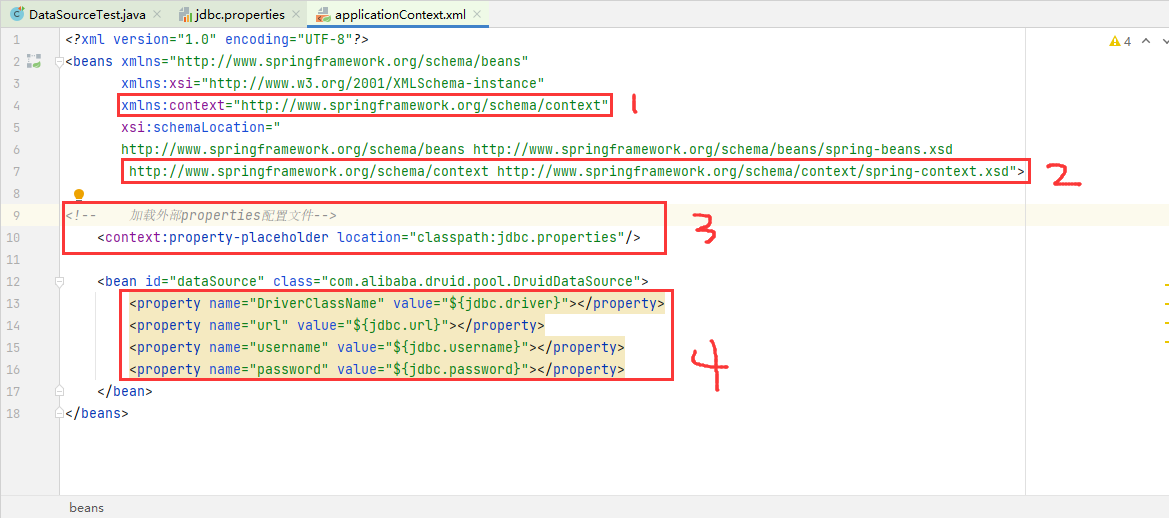 DataSourceTest.java jdbc.properties applicationContext.xml
4
1 <?xml version="1.0" encoding="UTF-8"?>
2 <beans xmlns="http://www.springframework.org/schema/beans"
3 xmlns:xsi="http://www.w3.org/2001/XMLSchema-instance"
4 xmlns:context="http://www.springframework.org/schema/context" 1
5 xsi:schemaLocation="
6 http://www.springframework.org/schema/beans http://www.springframework.org/schema/beans/spring-beans.xsd
7 http://www.springframework.org/schema/context http://www.springframework.org/schema/context/spring-context.xsd"> 2
8
9 <!-- 加载外部properties配置文件--> 3
10 <context:property-placeholder location="classpath:jdbc.properties"/>
11
12 <bean id="dataSource" class="com.alibaba.druid.pool.DruidDataSource">
13 <property name="DriverClassName" value="${jdbc.driver}"></property>
14 <property name="url" value="${jdbc.url}"></property>
15 <property name="username" value="${jdbc.username}"></property> 4
16 <property name="password" value="${jdbc.password}"></property>
17 </bean>
18 </beans>
beans